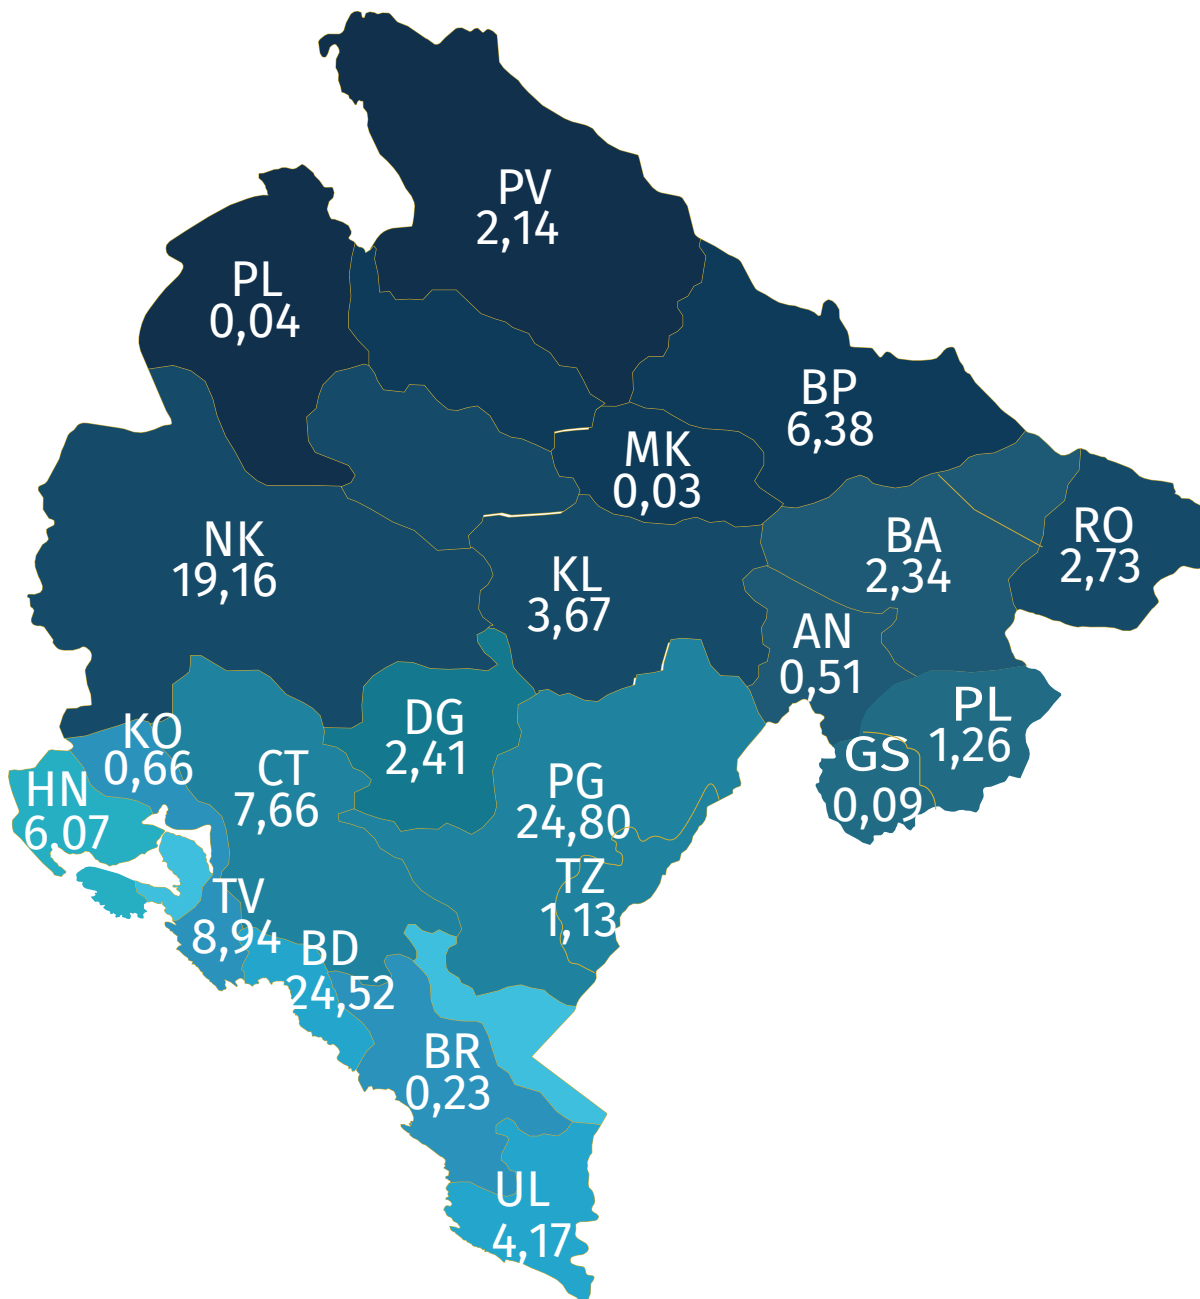 PV
2,14
PL
0,04
BP
6,38
MK
0,03
NK
19,16
KL
3,67
BA
2,34
RO
2,73
AN
0,51
PL
1,26
GS
0,09
DG
2,41
KO
0,66
CT
7,66
HN
6,07
PG
24,80
TZ
1,13
TV
8,94
BD
24,52
BR
0,23
UL
4,17